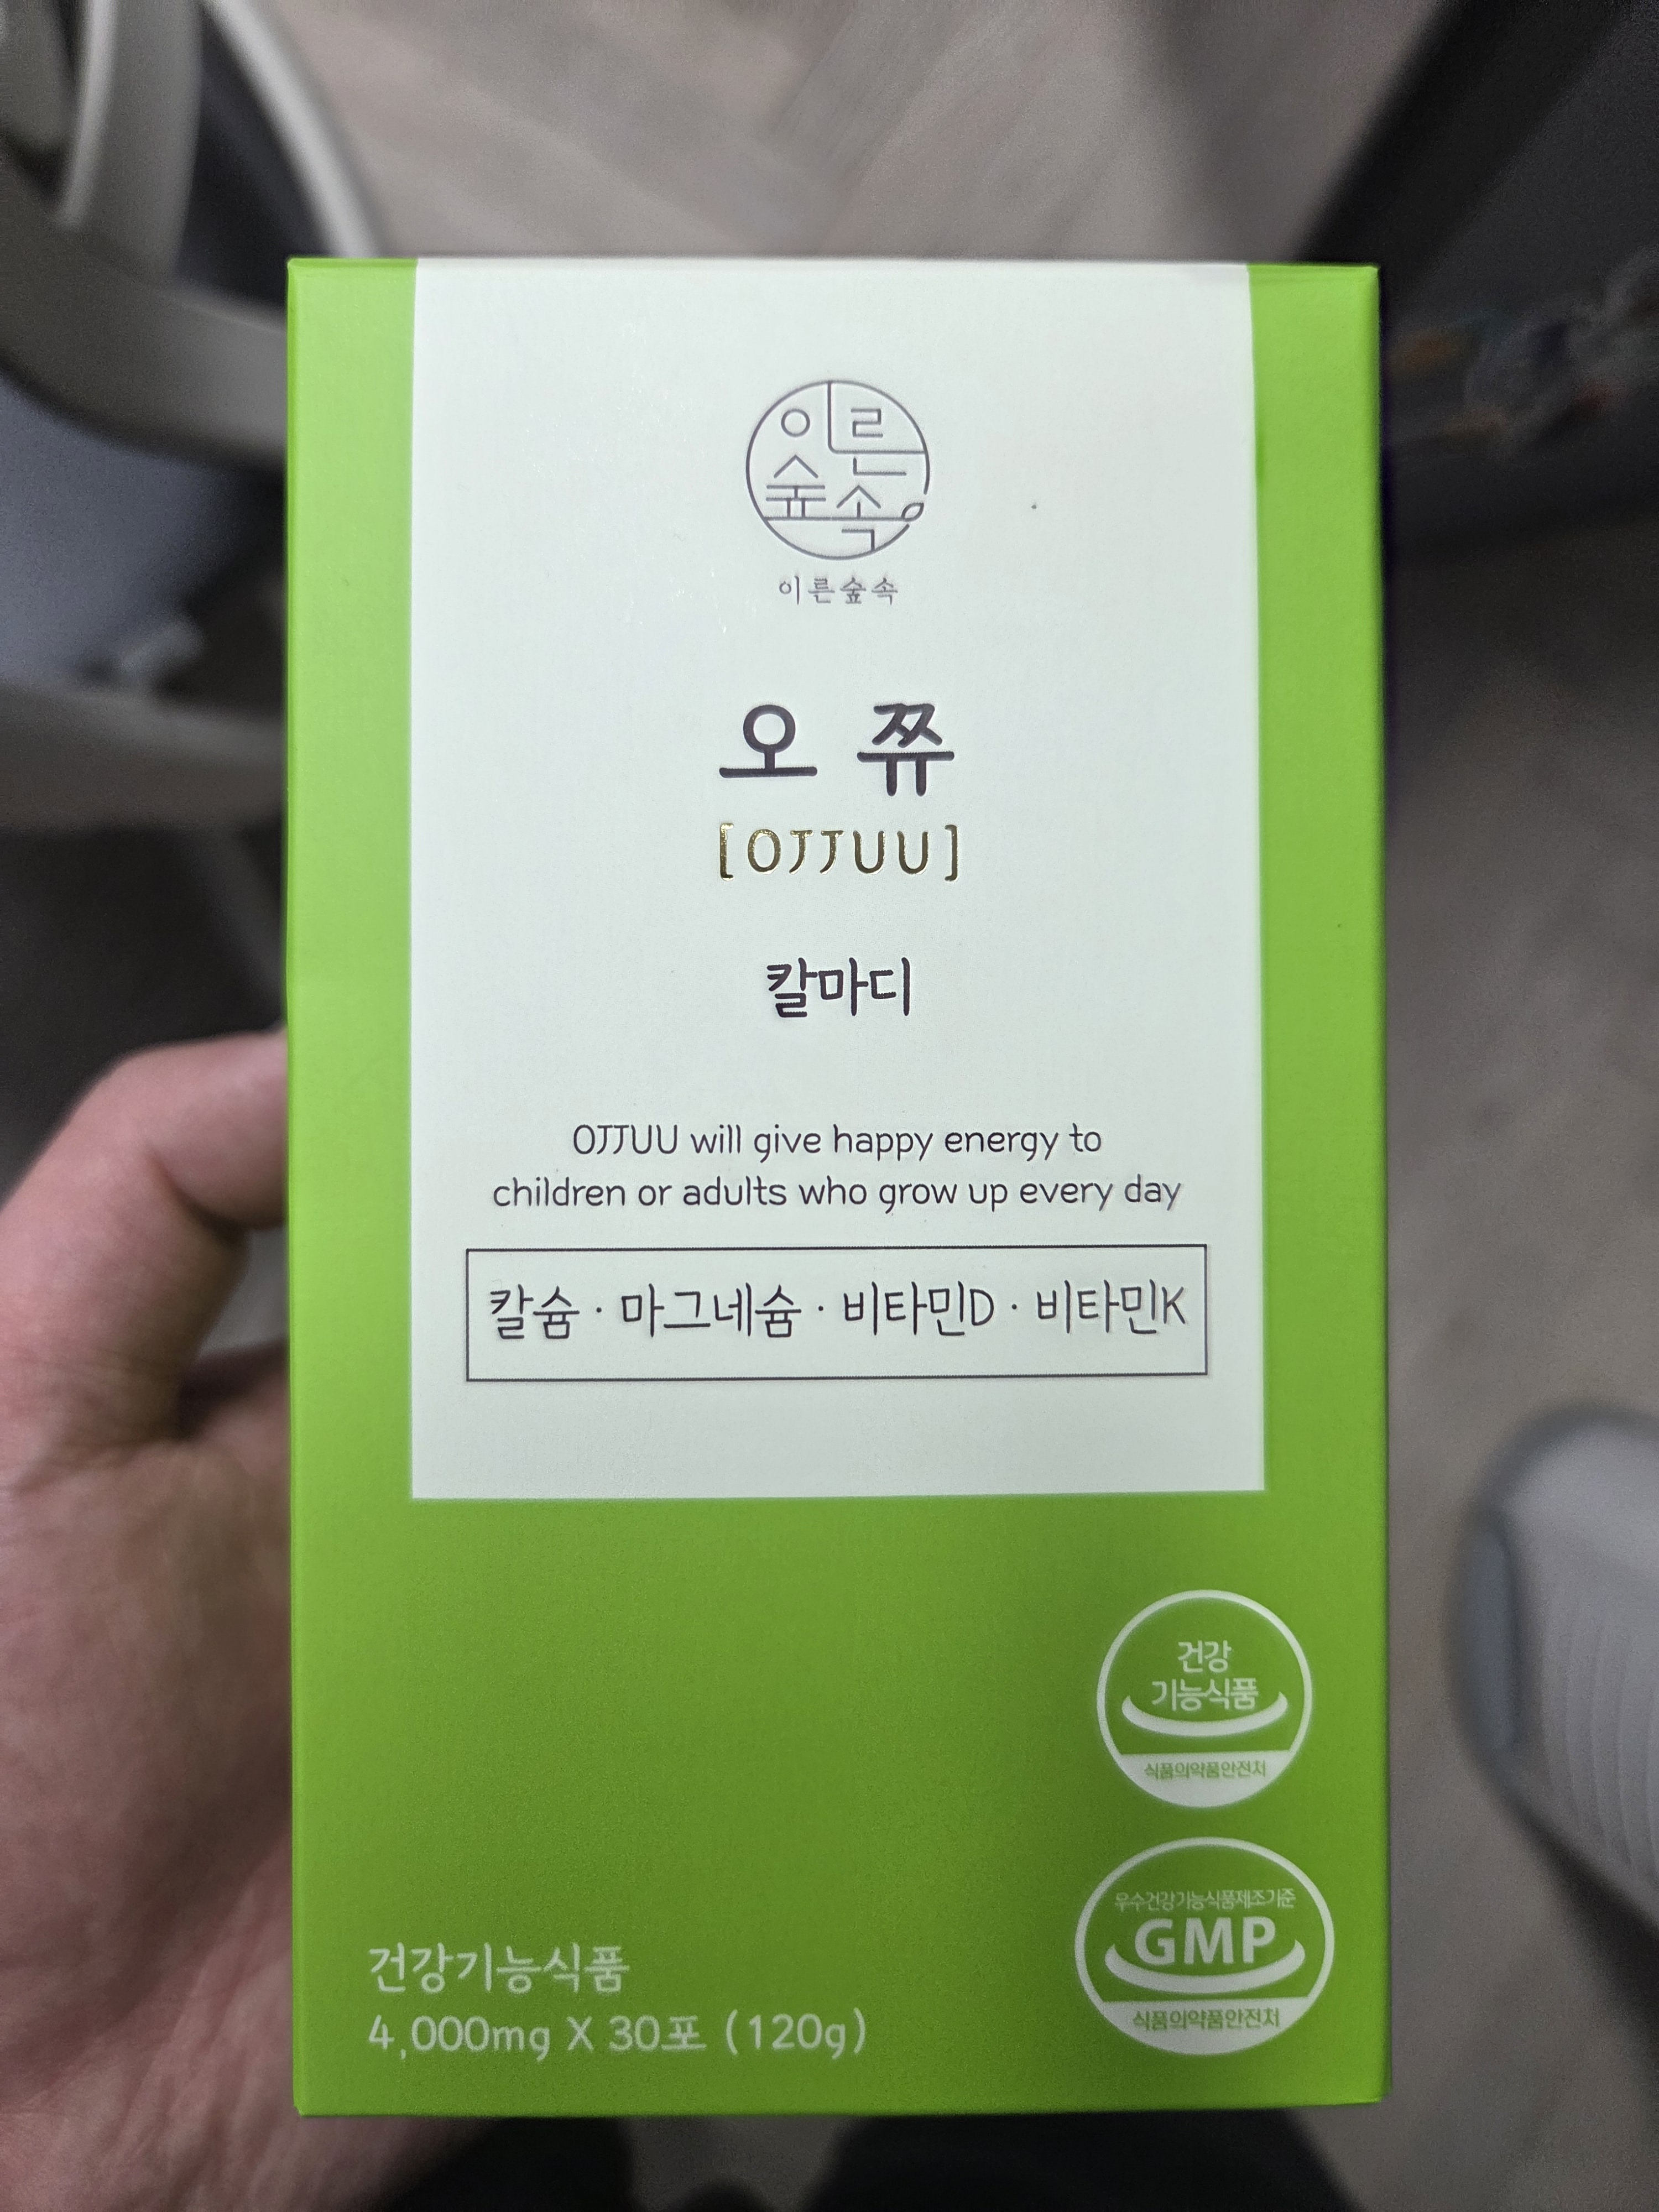 이른
숲속
이른숲속
오쮸
[OJJUU]
칼마디
OJJUU will give happy energy to
children or adults who grow up every day
칼슘 · 마그네슘 · 비타민D · 비타민K
건강
기능식품
식품의약품안전처
우수건강기능식품제조기준
GMP
식품의약품안전처
건강기능식품
4,000mg X 30포 (120g)